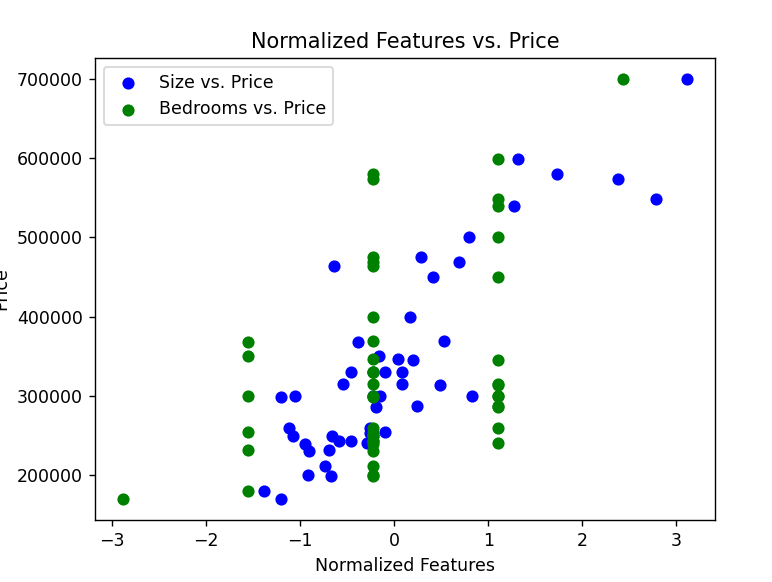 Normalized Features vs. Price
Size vs. Price
Bedrooms vs. Price
700000
600000
500000
400000
300000
200000
Price
−3 −2 −1 0 1 2 3
Normalized Features